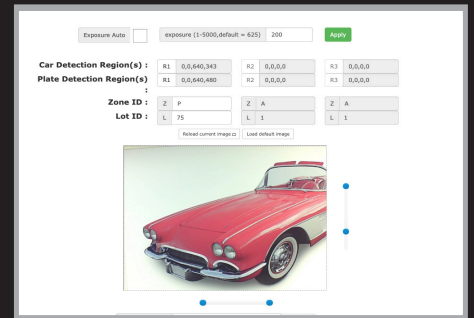 Exposure Auto exposure (1-5000,default = 625) 200 Apply
Car Detection Region(s) : R1 0,0,640,343 R2 0,0,0,0 R3 0,0,0,0
Plate Detection Region(s) R1 0,0,640,480 R2 0,0,0,0 R3 0,0,0,0
:
Zone ID : Z P Z A Z A
Lot ID : L 75 L 1 L 1
Reload current image Load default image